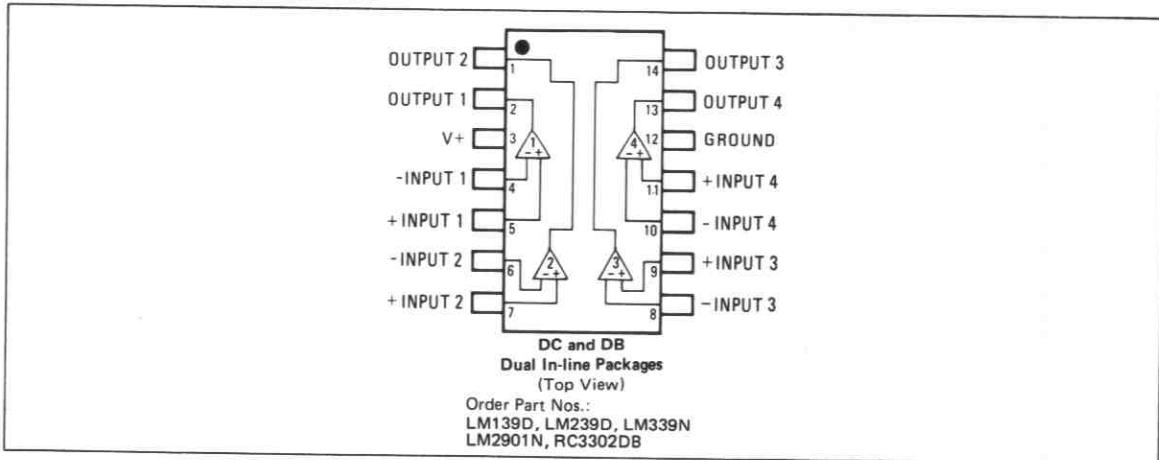 OUTPUT 2
OUTPUT 1
V+
-INPUT 1
+INPUT 1
-INPUT 2
+INPUT 2
1
2
3
4
5
6
7
1
- +
2
- +
4
- +
3
- +
14
13
12
11
10
9
8
OUTPUT 3
OUTPUT 4
GROUND
+INPUT 4
- INPUT 4
+INPUT 3
-INPUT 3
DC and DB
Dual In-line Packages
(Top View)
Order Part Nos.:
LM139D, LM239D, LM339N
LM2901N, RC3302DB